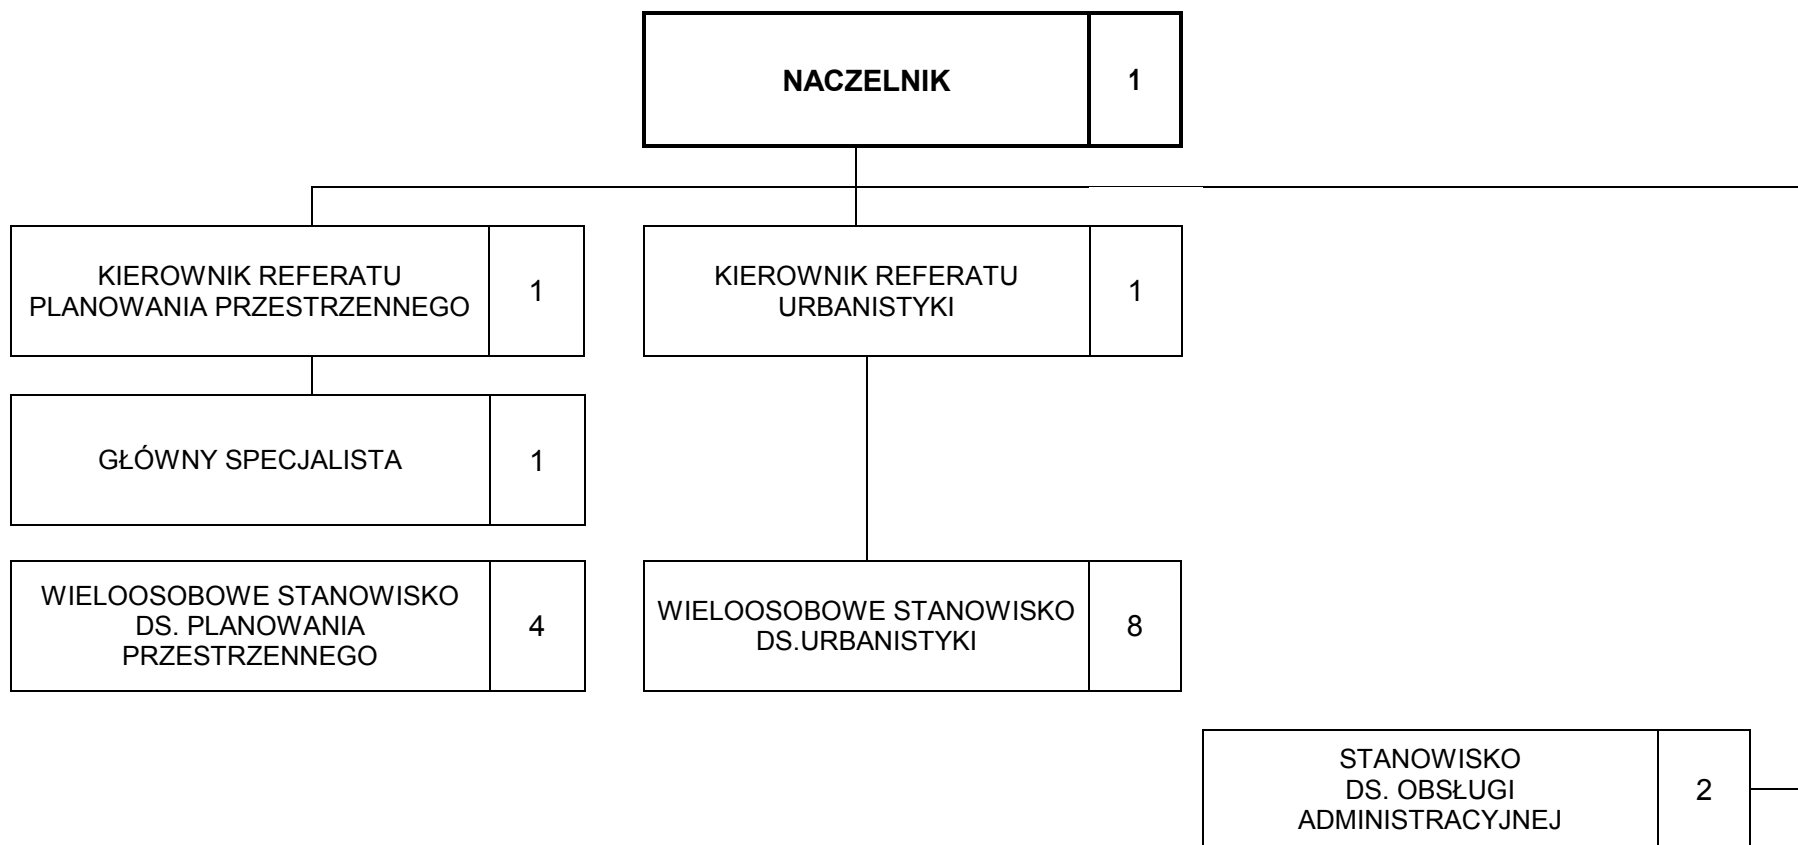 NACZELNIK 1
KIEROWNIK REFERATU
PLANOWANIA PRZESTRZENNEGO
1
KIEROWNIK REFERATU
URBANISTYKI
1
GŁÓWNY SPECJALISTA 1
WIELOOSOBOWE STANOWISKO
DS. PLANOWANIA
PRZESTRZENNEGO
4
WIELOOSOBOWE STANOWISKO
DS.URBANISTYKI
8
STANOWISKO
DS. OBSŁUGI
ADMINISTRACYJNEJ
2